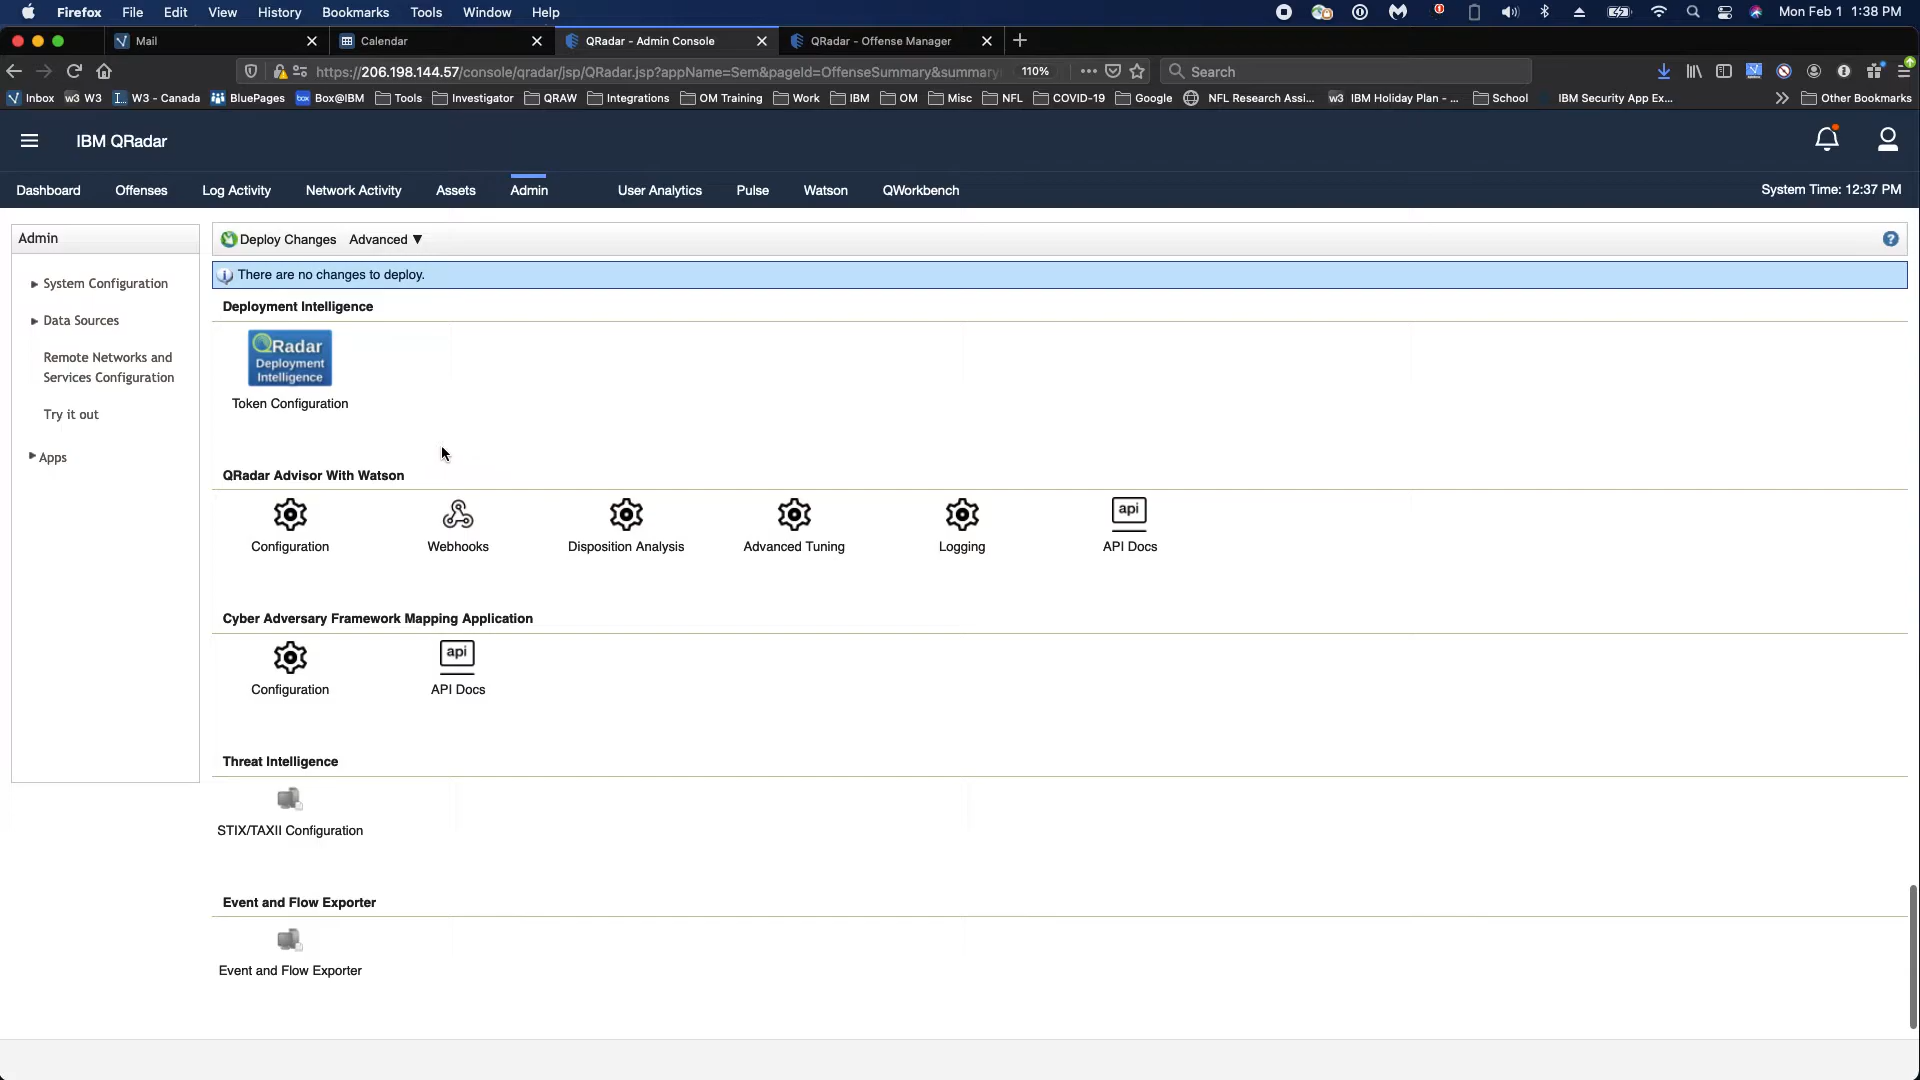 Firefox File Edit View History Bookmarks Tools Window Help Mon Feb 1 1:38 PM
Mail Calendar QRadar - Admin Console QRadar - Offense Manager
https://206.198.144.57/console/qradar/jsp/QRadar.jsp?appName=Sem&pageId=OffenseSummary&summary 110% Search
Inbox w3 W3 W3 - Canada BluePages box Box@IBM Tools Investigator QRAW Integrations OM Training Work IBM OM Misc NFL COVID-19 Google NFL Research Assi... w3 IBM Holiday Plan - ... School IBM Security App Ex... Other Bookmarks
IBM QRadar
Dashboard Offenses Log Activity Network Activity Assets Admin User Analytics Pulse Watson QWorkbench System Time: 12:37 PM
Admin
System Configuration
Data Sources
Remote Networks and
Services Configuration
Try it out
Apps
Deploy Changes Advanced ▼
There are no changes to deploy.
Deployment Intelligence
QRadar
Deployment
Intelligence
Token Configuration
QRadar Advisor With Watson
api
Configuration Webhooks Disposition Analysis Advanced Tuning Logging API Docs
Cyber Adversary Framework Mapping Application
api
Configuration API Docs
Threat Intelligence
STIX/TAXII Configuration
Event and Flow Exporter
Event and Flow Exporter